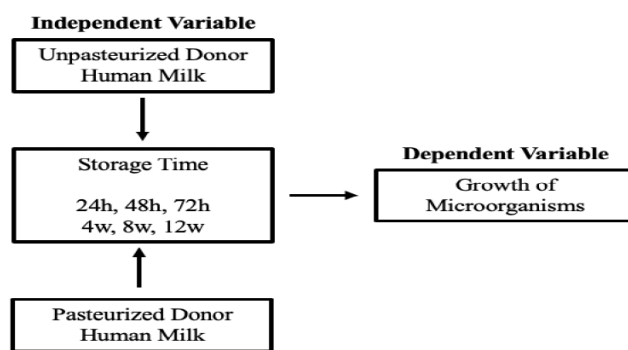 Independent Variable
Unpasteurized Donor
Human Milk
Storage Time
24h, 48h, 72h
4w, 8w, 12w
Pasteurized Donor
Human Milk
Dependent Variable
Growth of
Microorganisms